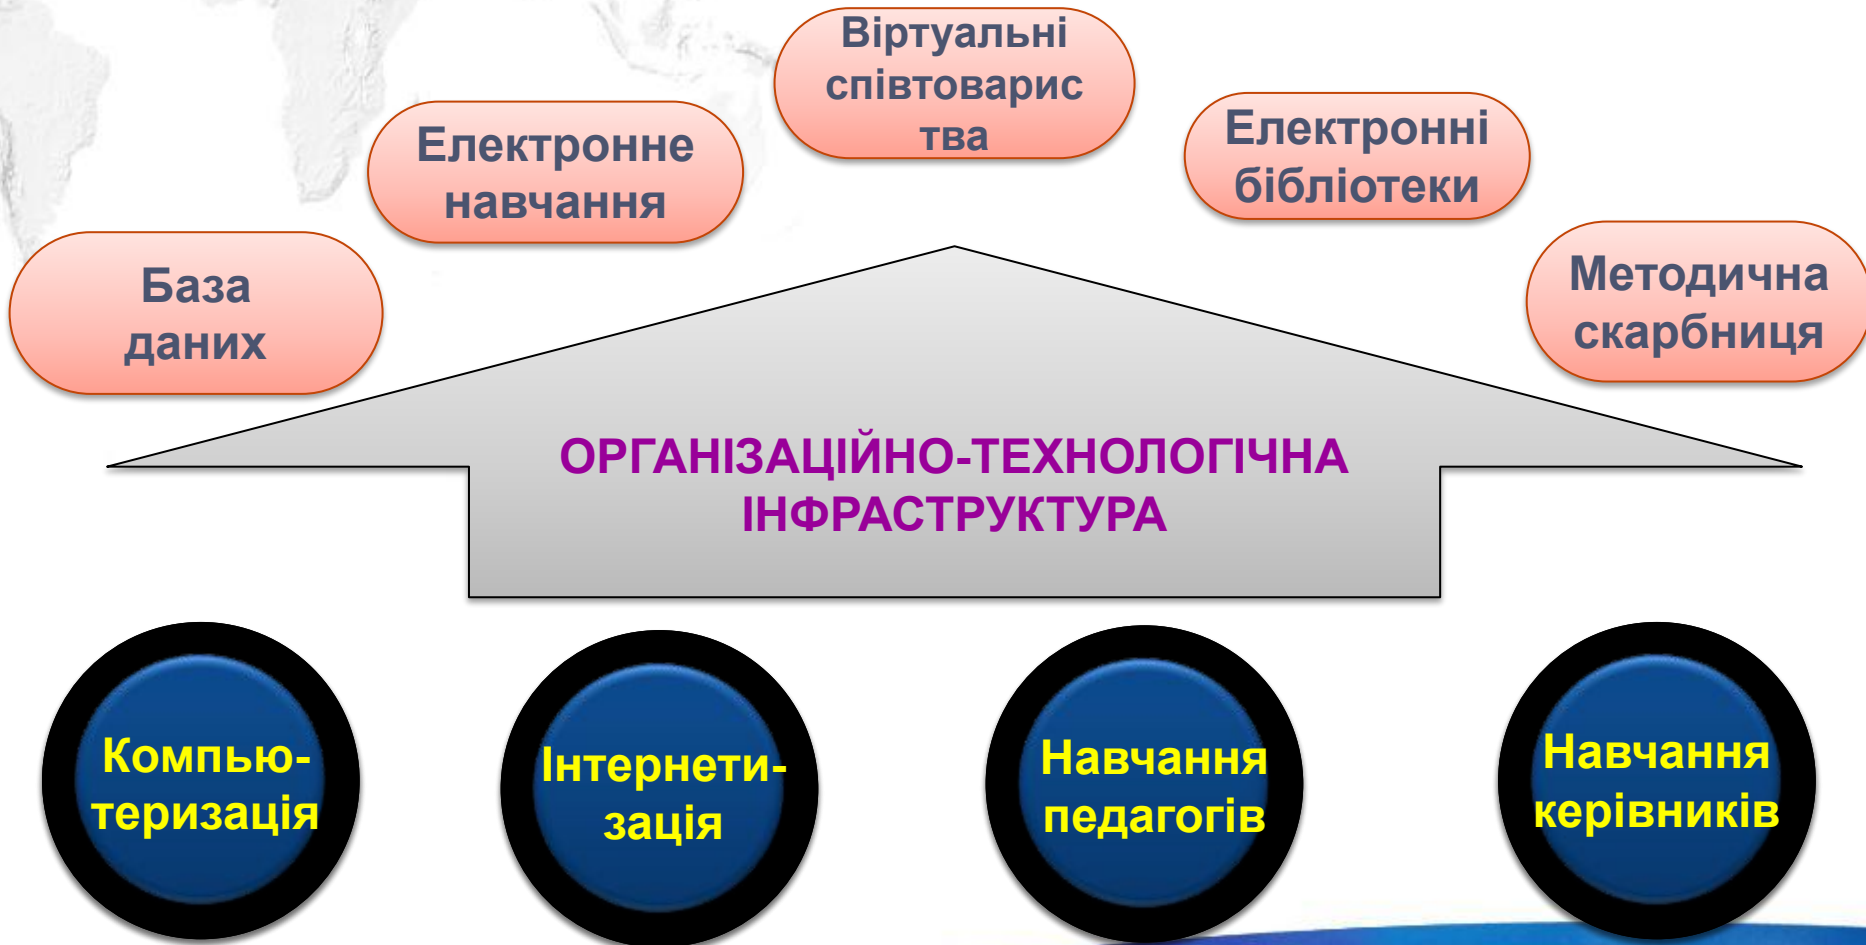 Віртуальні
співтоварис
тва
Електронне
навчання
Електронні
бібліотеки
База
даних
Методична
скарбниця
ОРГАНІЗАЦІЙНО-ТЕХНОЛОГІЧНА
ІНФРАСТРУКТУРА
Компью-
теризація
Інтернети-
зація
Навчання
педагогів
Навчання
керівників